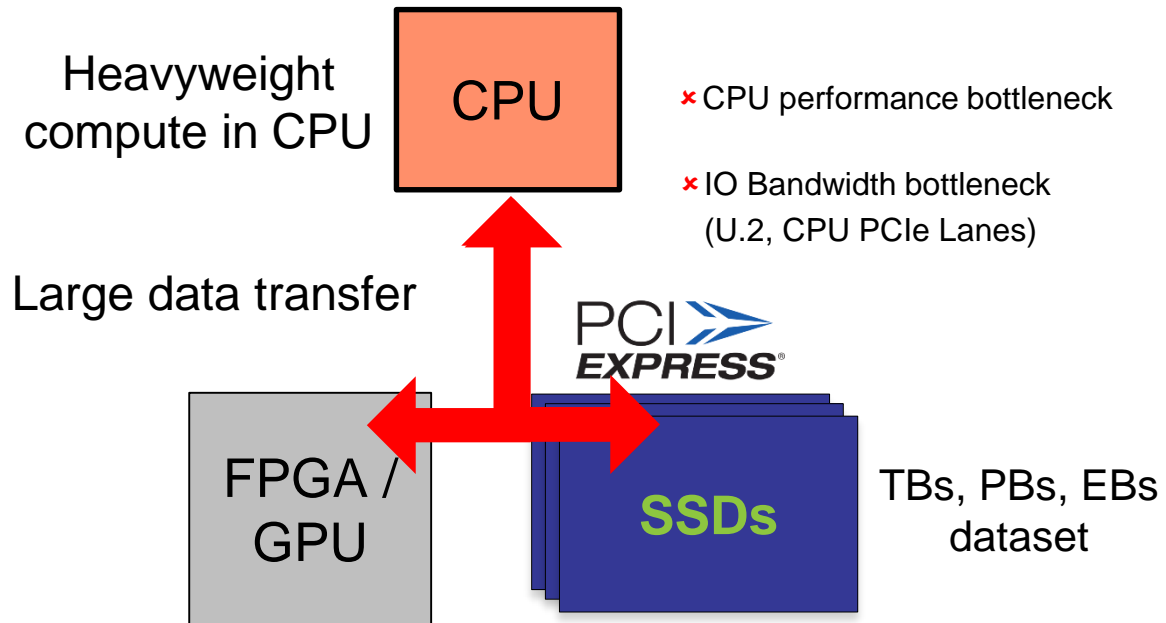 Heavyweight
compute in CPU
CPU
× CPU performance bottleneck
× IO Bandwidth bottleneck
(U.2, CPU PCIe Lanes)
Large data transfer
PCI
EXPRESS®
FPGA /
GPU
SSDs
TBs, PBs, EBs
dataset